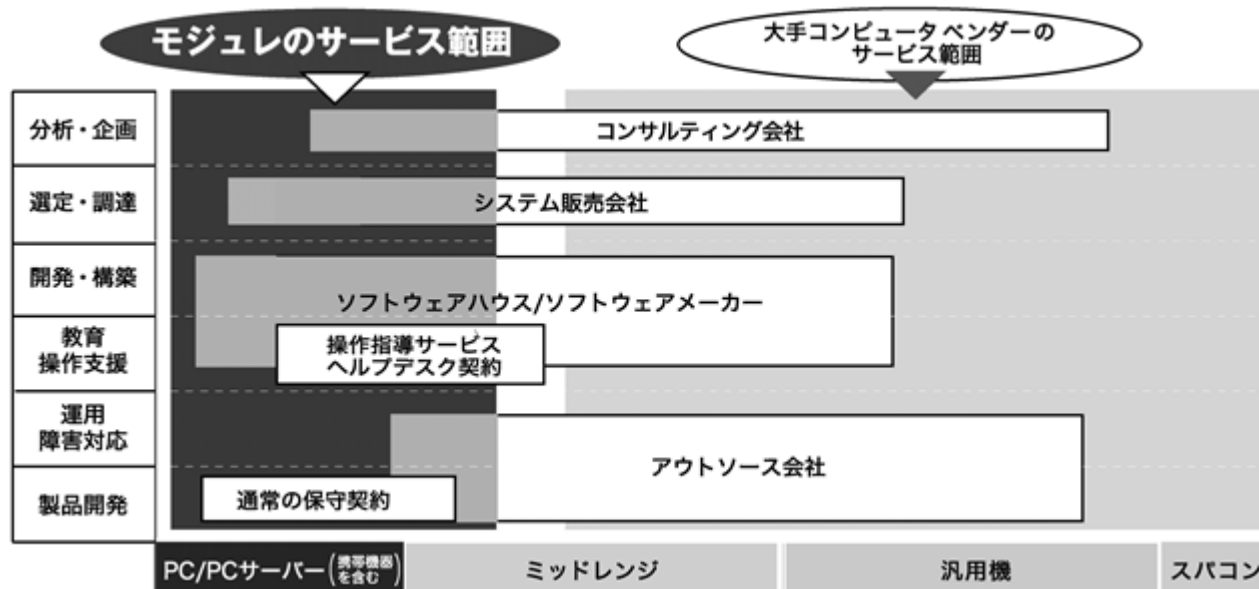 モジュレのサービス範囲
大手コンピュータ ベンダーの
サービス範囲
分析・企画
コンサルティング会社
選定・調達
システム販売会社
開発・構築
ソフトウェアハウス/ソフトウェアメーカー
教育
操作支援
操作指導サービス
ヘルプデスク契約
運用
障害対応
アウトソース会社
製品開発
通常の保守契約
PC/PCサーバー(携帯機器
を含む)
ミッドレンジ
汎用機
スパコン